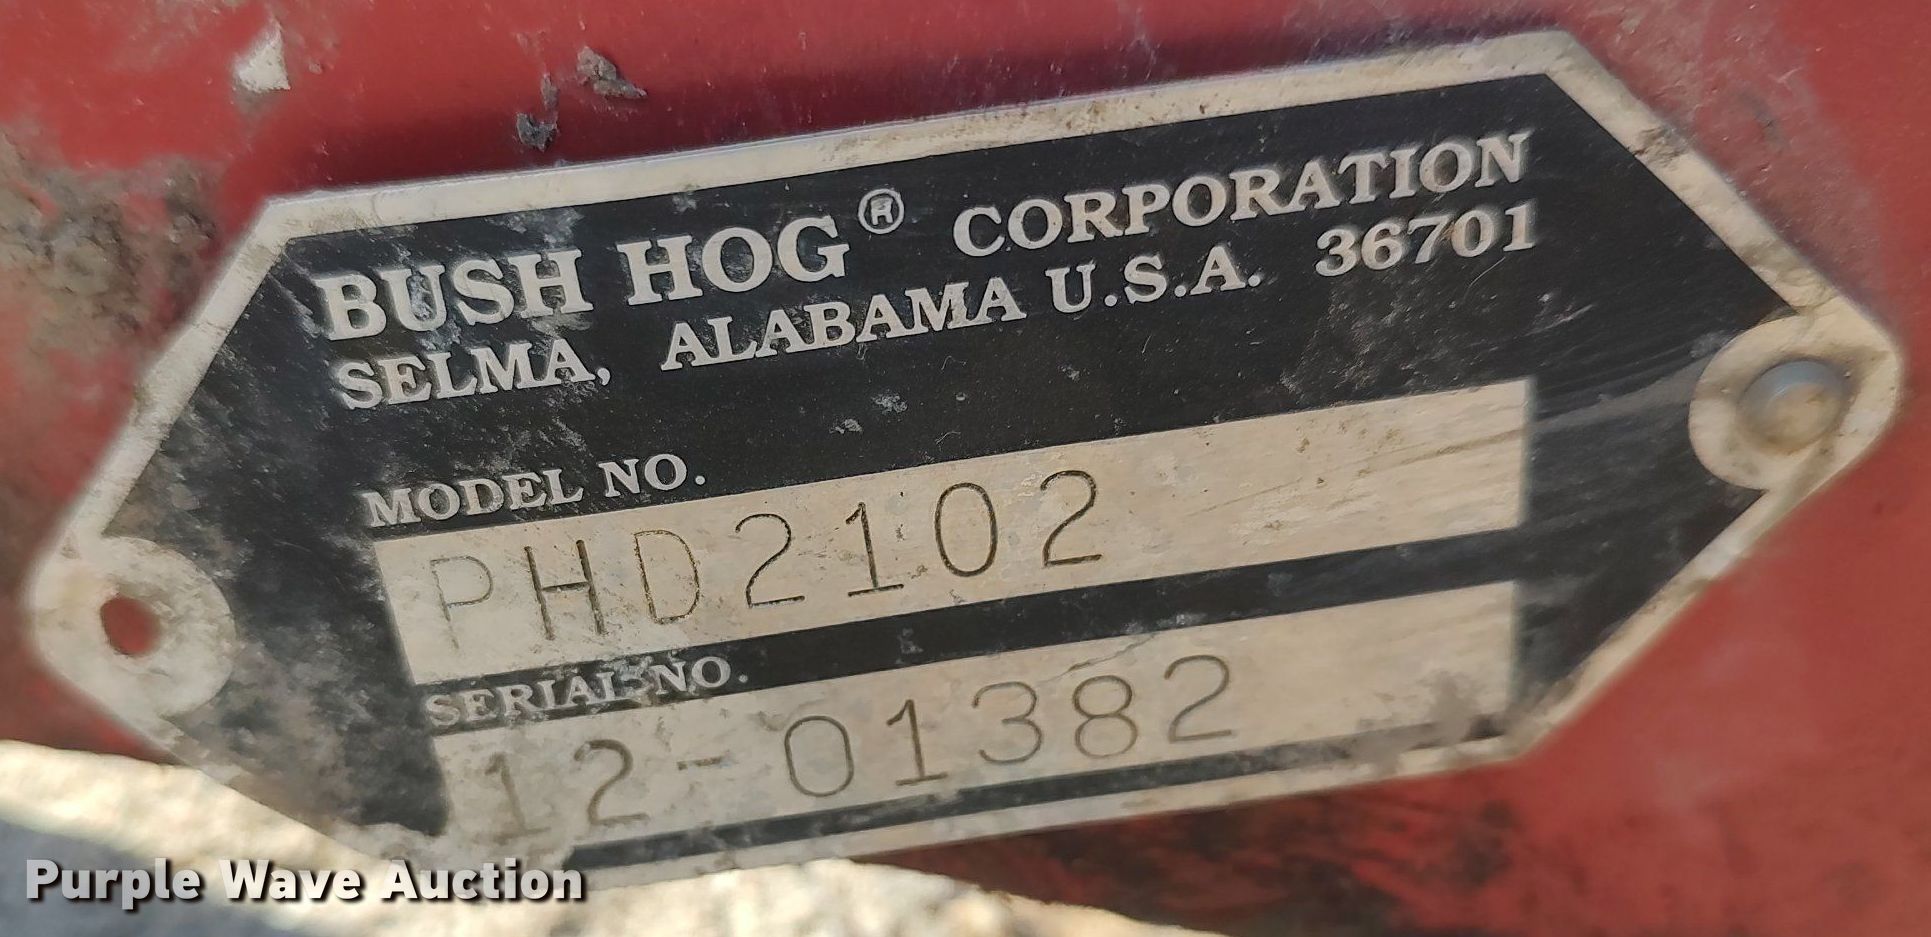 BUSH HOG® CORPORATION
SELMA, ALABAMA U.S.A. 36701
MODEL NO.
PHD2102
SERIAL NO.
12-01382
Purple Wave Auction